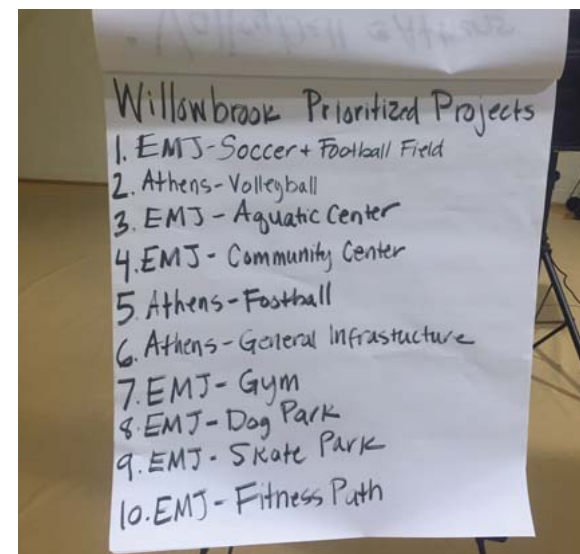 Willowbrook Prioritized Projects
1. EMJ-Soccer + Football Field
2. Athens-Volleyball
3. EMJ - Aquatic Center
4. EMJ - Community Center
5. Athens-Football
6. Athens-General Infrastucture
7. EMJ- Gym
8. EMJ-Dog Park
9. EMJ- Skate Park
10. EMJ-Fitness Path